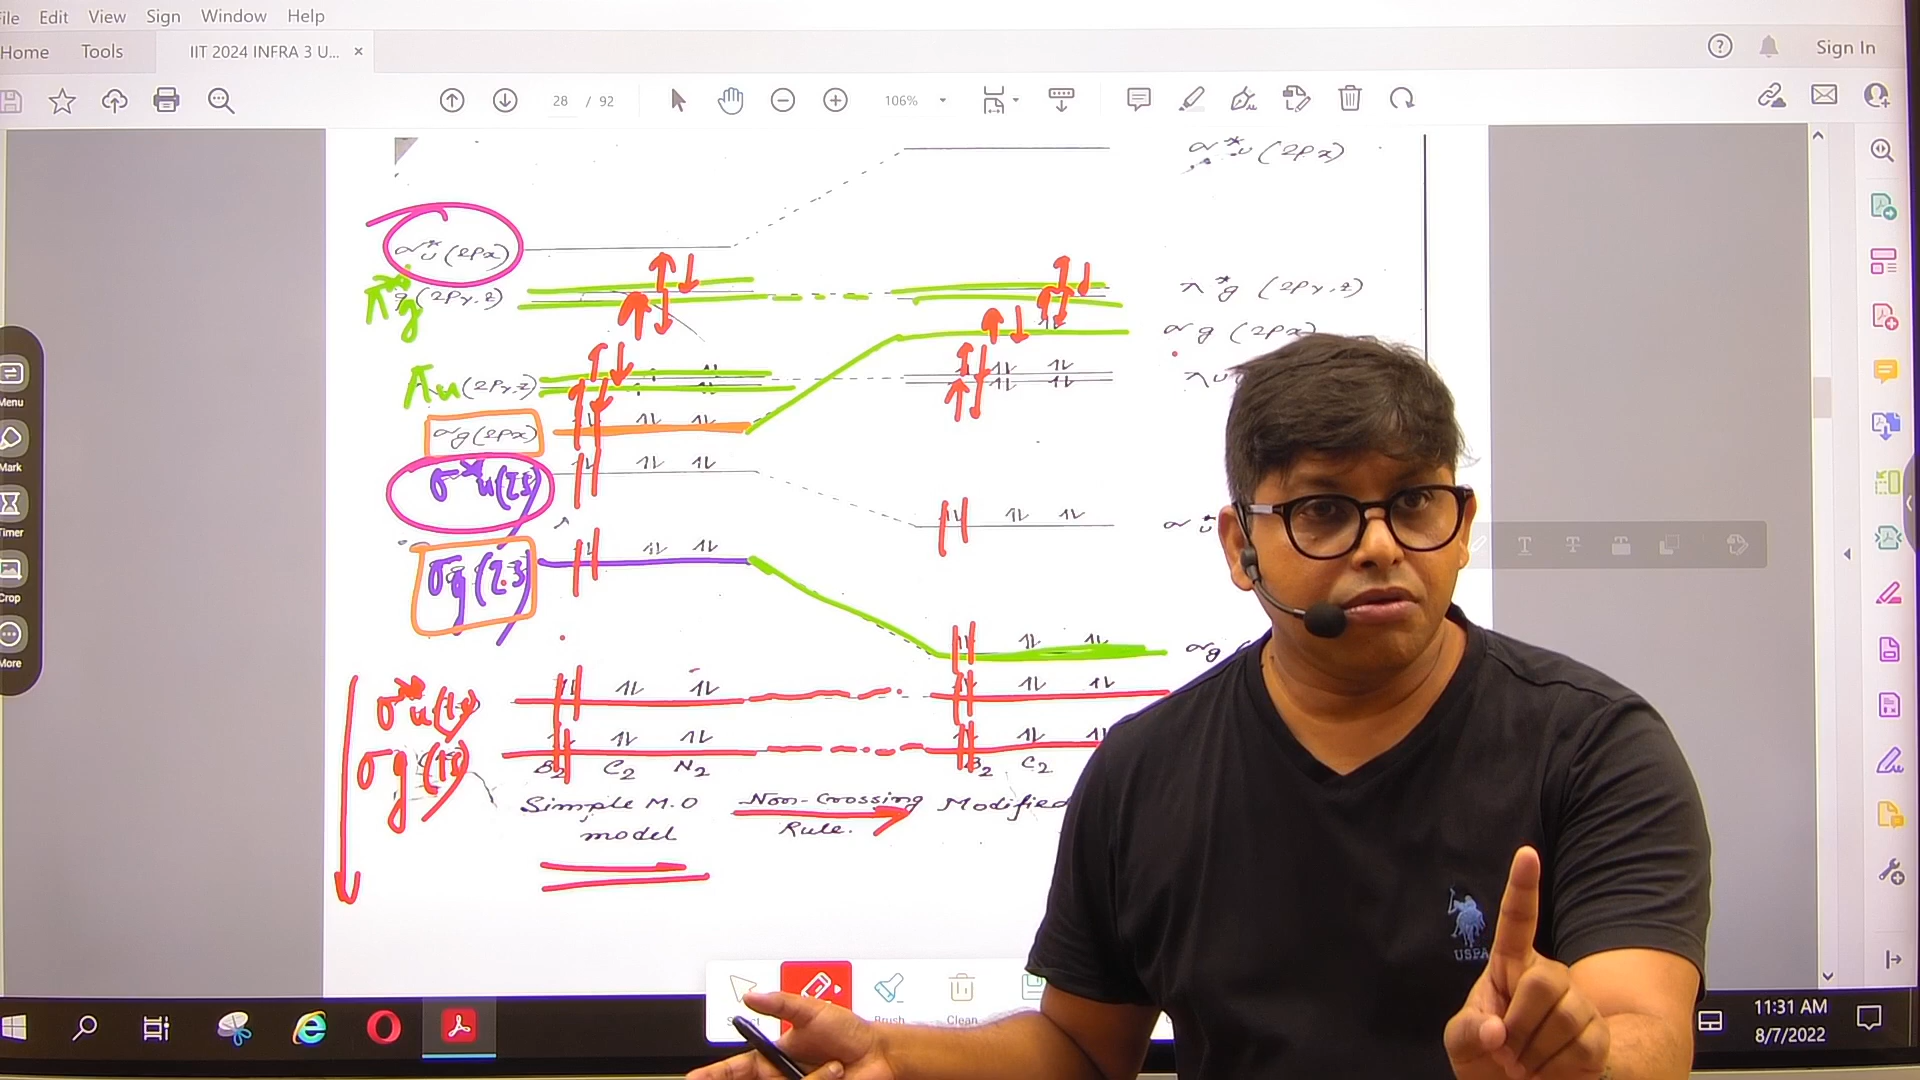 File Edit View Sign Window Help
Home Tools IIT 2024 INFRA 3 U... × Sign In
28 / 92 106%
σ*u (2px)
σ*u (2px)
π*g (2py,z) π*g (2py,z)
σg (2px)
πu (2py,z) πu
σg (2px)
σ*u (2s) σ*u
σg (2s)
σg
σ*u (1s)
σg (1s)
B2 C2 N2 B2 C2
Simple M.O Non-Crossing Modified
model Rule.
Menu
Mark
Timer
Crop
More
USPA
Brush Clean
11:31 AM
8/7/2022